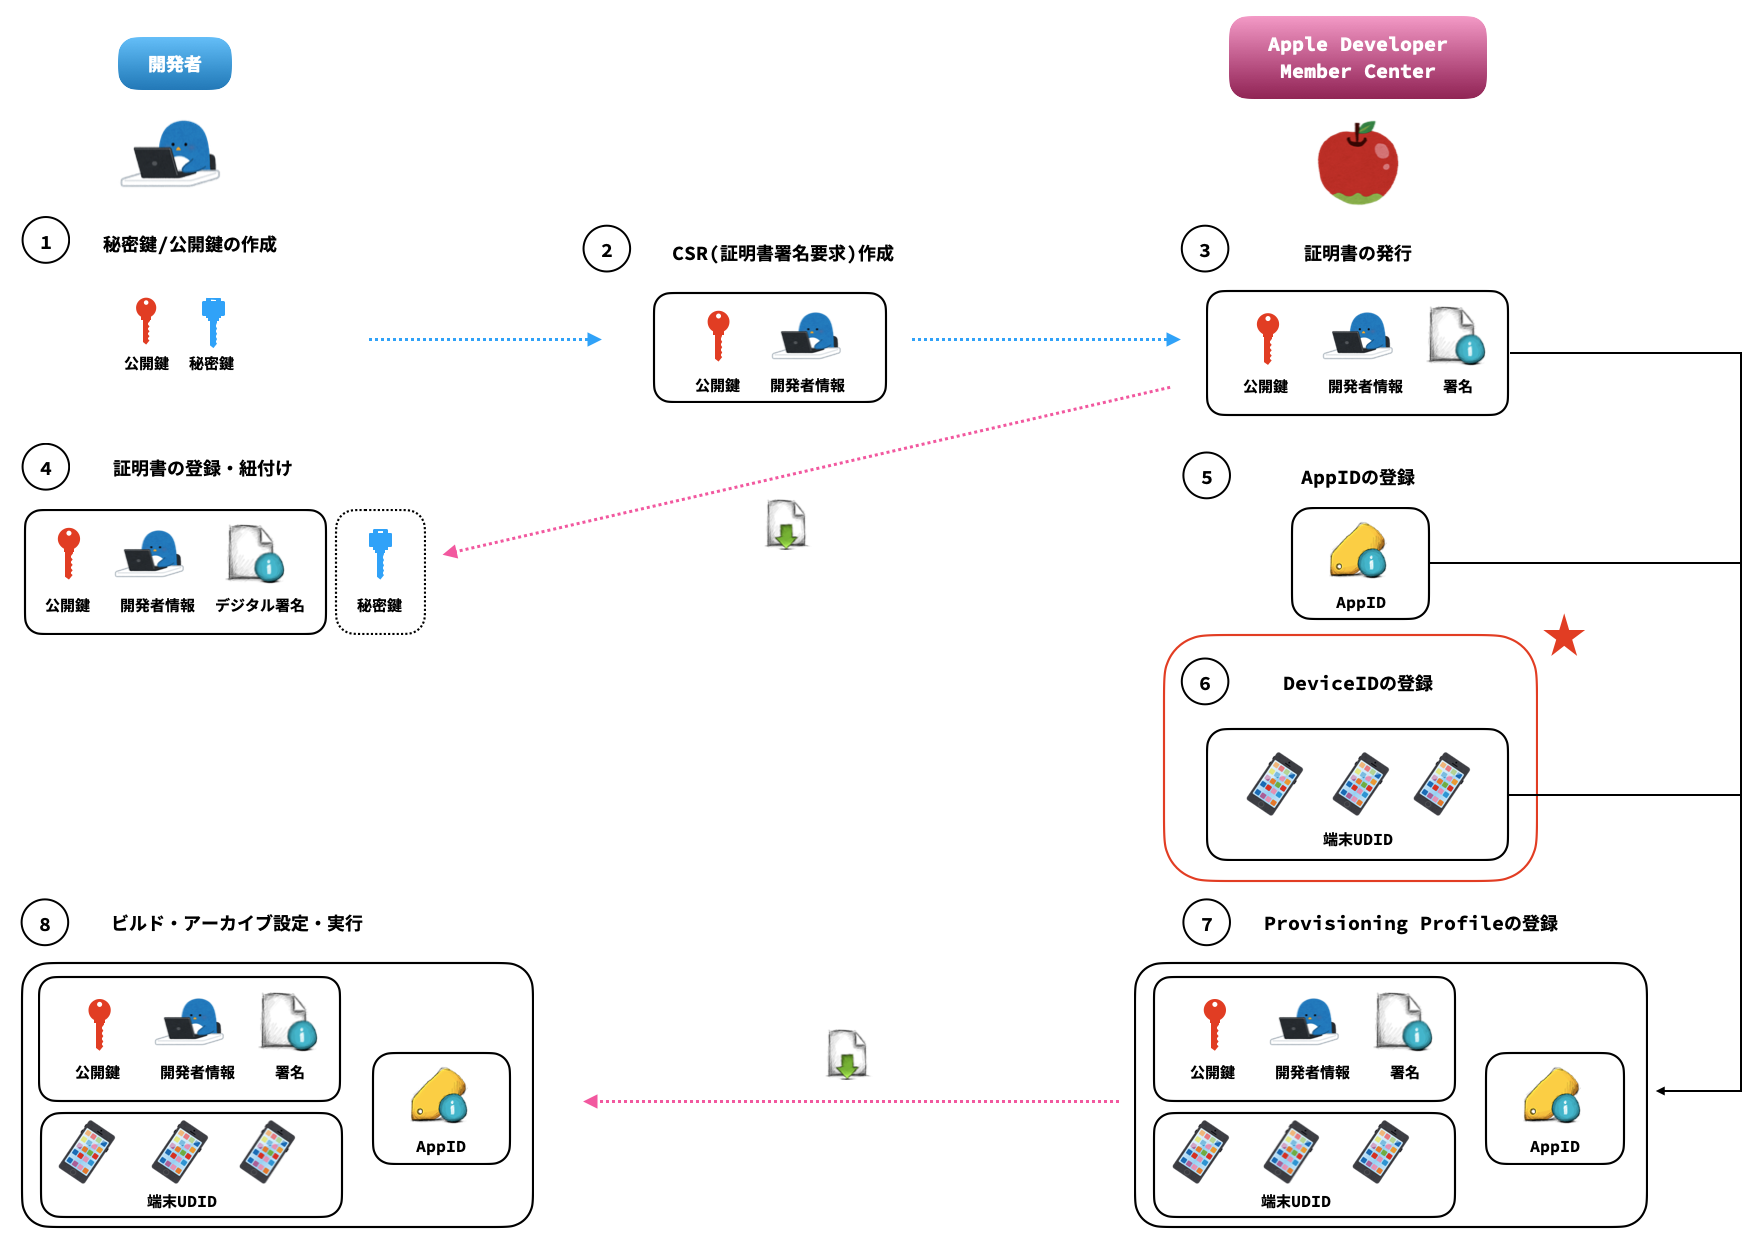 開発者
Apple Developer
Member Center
1
秘密鍵/公開鍵の作成
公開鍵
秘密鍵
2
CSR(証明書署名要求)作成
公開鍵
開発者情報
3
証明書の発行
公開鍵
開発者情報
署名
4
証明書の登録・紐付け
公開鍵
開発者情報
デジタル署名
秘密鍵
5
AppIDの登録
AppID
6
DeviceIDの登録
端末UDID
7
Provisioning Profileの登録
公開鍵
開発者情報
署名
AppID
端末UDID
8
ビルド・アーカイブ設定・実行
公開鍵
開発者情報
署名
AppID
端末UDID